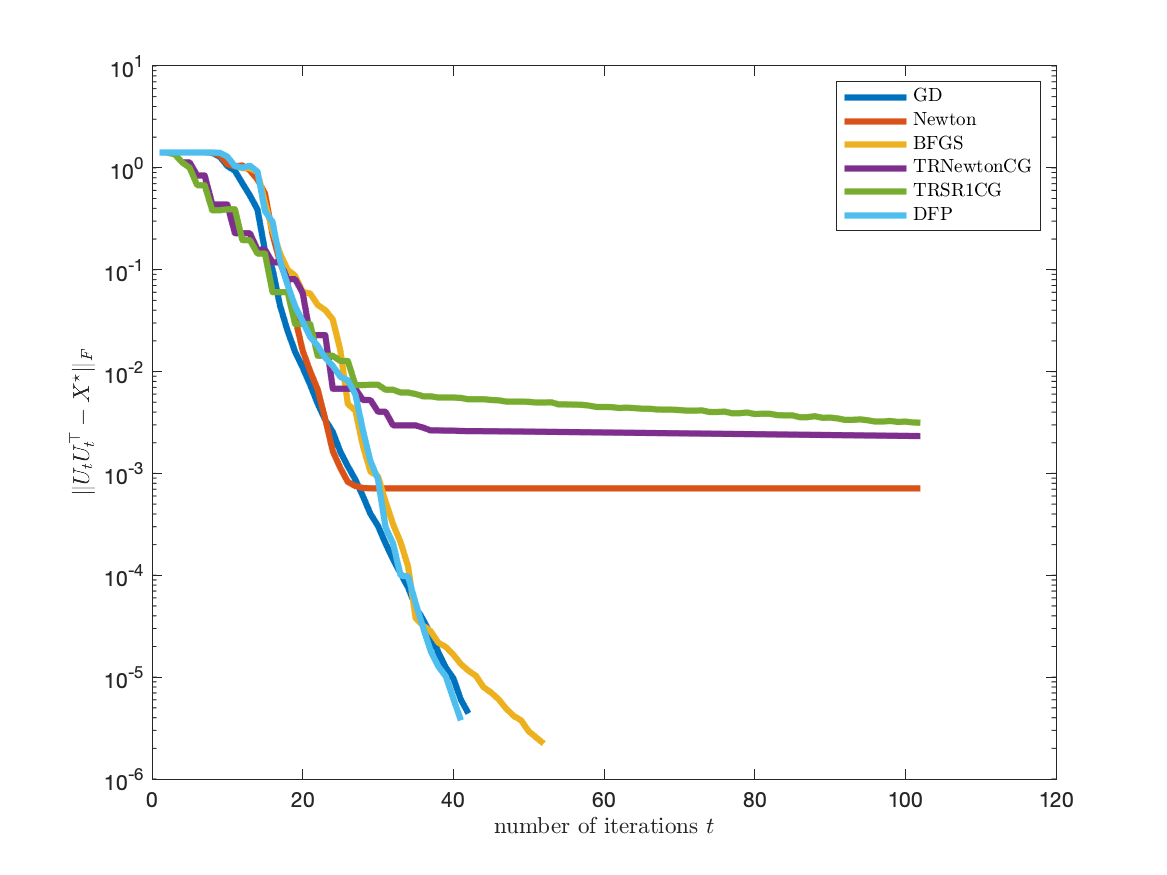 10^1
10^0
10^-1
10^-2
10^-3
10^-4
10^-5
10^-6
||U_tU_t^⊤ − X^⋆||_F
GD
Newton
BFGS
TRNewtonCG
TRSR1CG
DFP
0 20 40 60 80 100 120
number of iterations t